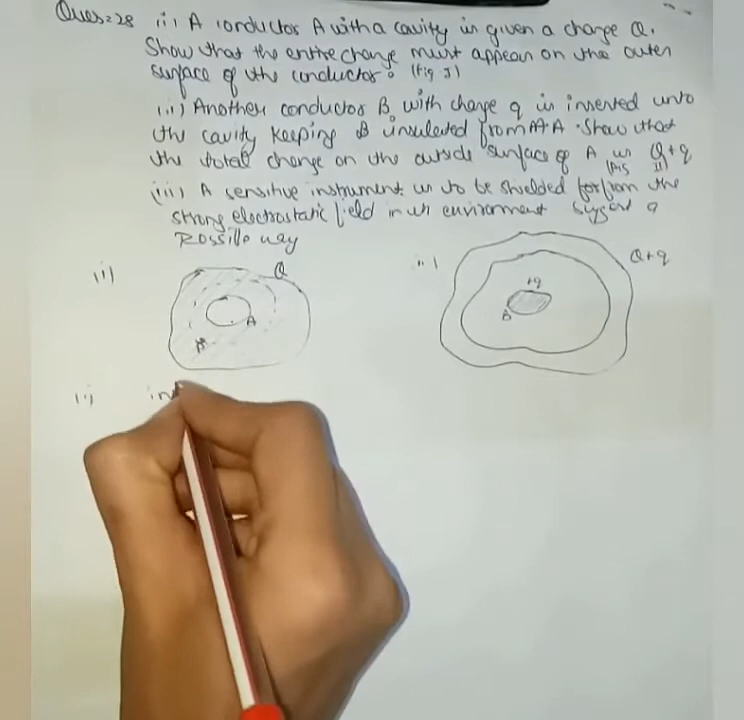 Ques=28 (i) A conductor A with a cavity is given a charge Q.
Show that the entire charge must appear on the outer
surface of the conductor. (Fig I)
(ii) Another conductor B with charge q is inserted into
the cavity keeping B insulated from A. Show that
the total charge on the outside surface of A is Q+q
(Fig II)
(iii) A sensitive instrument is to be shielded from the
strong electrostatic field in its environment Suggest a
Possible way
(i) Q
A
ii) Q+q
+q
B
i) in